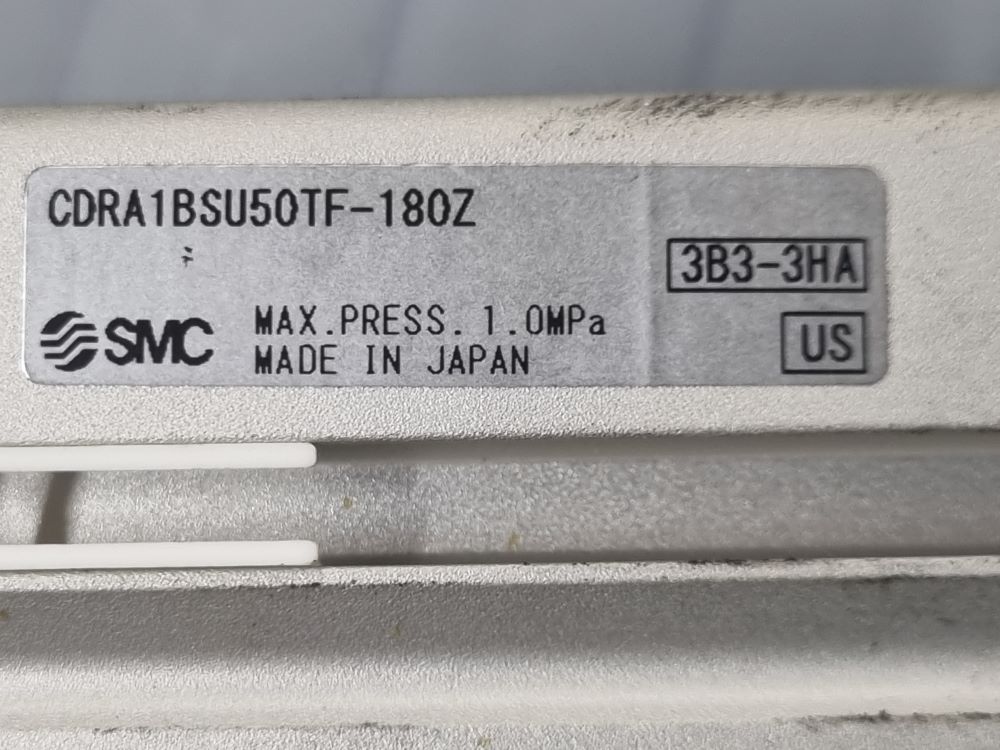 CDRA1BSU50TF-180Z
3B3-3HA
SMC MAX.PRESS. 1.0MPa
MADE IN JAPAN
US